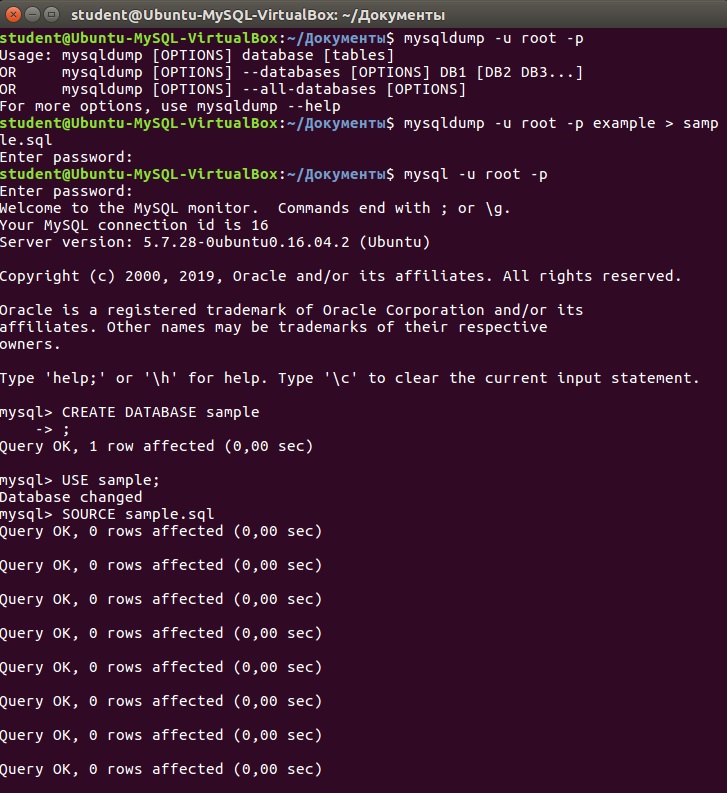 student@Ubuntu-MySQL-VirtualBox: ~/Документы
student@Ubuntu-MySQL-VirtualBox:~/Документы$ mysqldump -u root -p
Usage: mysqldump [OPTIONS] database [tables]
OR     mysqldump [OPTIONS] --databases [OPTIONS] DB1 [DB2 DB3...]
OR     mysqldump [OPTIONS] --all-databases [OPTIONS]
For more options, use mysqldump --help
student@Ubuntu-MySQL-VirtualBox:~/Документы$ mysqldump -u root -p example > samp
le.sql
Enter password:
student@Ubuntu-MySQL-VirtualBox:~/Документы$ mysql -u root -p
Enter password:
Welcome to the MySQL monitor.  Commands end with ; or \g.
Your MySQL connection id is 16
Server version: 5.7.28-0ubuntu0.16.04.2 (Ubuntu)

Copyright (c) 2000, 2019, Oracle and/or its affiliates. All rights reserved.

Oracle is a registered trademark of Oracle Corporation and/or its
affiliates. Other names may be trademarks of their respective
owners.

Type 'help;' or '\h' for help. Type '\c' to clear the current input statement.

mysql> CREATE DATABASE sample
    -> ;
Query OK, 1 row affected (0,00 sec)

mysql> USE sample;
Database changed
mysql> SOURCE sample.sql
Query OK, 0 rows affected (0,00 sec)

Query OK, 0 rows affected (0,00 sec)

Query OK, 0 rows affected (0,00 sec)

Query OK, 0 rows affected (0,00 sec)

Query OK, 0 rows affected (0,00 sec)

Query OK, 0 rows affected (0,00 sec)

Query OK, 0 rows affected (0,00 sec)

Query OK, 0 rows affected (0,00 sec)